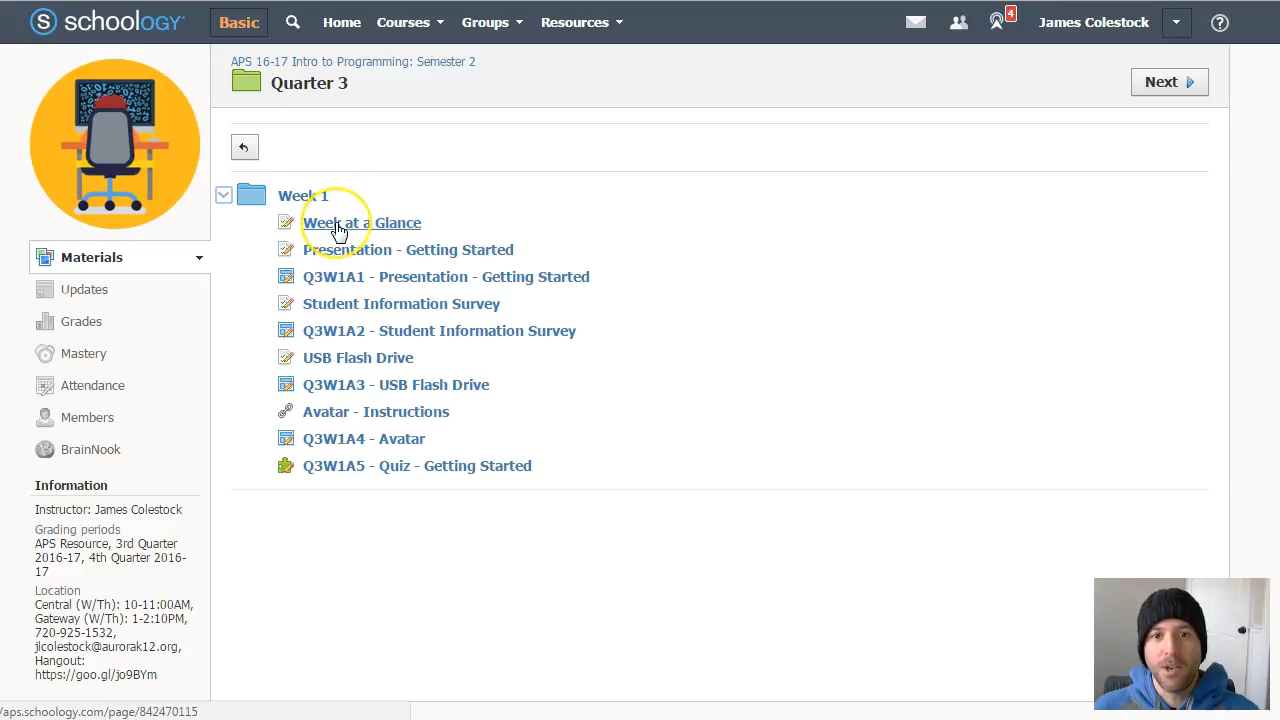 Schoology
Basic
Home
Courses
Groups
Resources
4
James Colestock
APS 16-17 Intro to Programming: Semester 2
Quarter 3
Next
Week 1
Week at a Glance
Presentation - Getting Started
Q3W1A1 - Presentation - Getting Started
Student Information Survey
Q3W1A2 - Student Information Survey
USB Flash Drive
Q3W1A3 - USB Flash Drive
Avatar - Instructions
Q3W1A4 - Avatar
Q3W1A5 - Quiz - Getting Started
Materials
Updates
Grades
Mastery
Attendance
Members
BrainNook
Information
Instructor: James Colestock
Grading periods
APS Resource, 3rd Quarter
2016-17, 4th Quarter 2016-
17
Location
Central (W/Th): 10-11:00AM,
Gateway (W/Th): 1-2:10PM,
720-925-1532,
jlcolestock@aurorak12.org,
Hangout:
https://goo.gl/jo9BYm
/aps.schoology.com/page/842470115